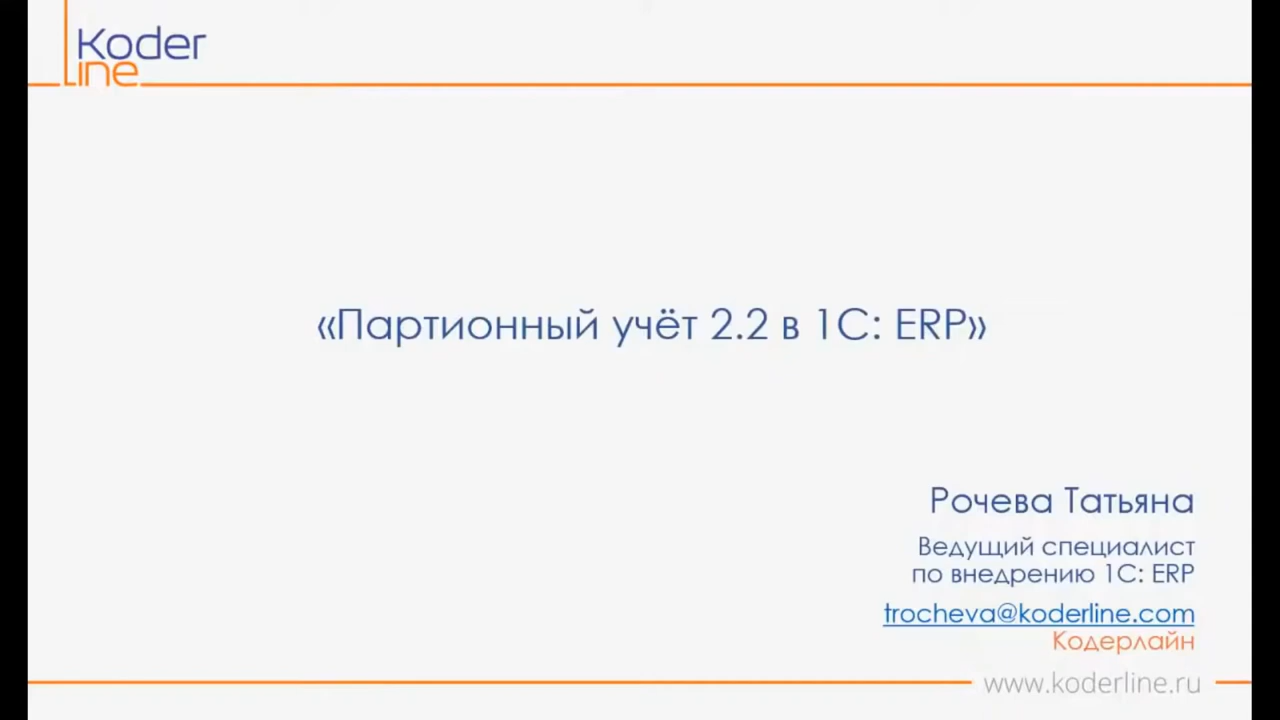 Koder
line
«Партионный учёт 2.2 в 1С: ERP»
Рочева Татьяна
Ведущий специалист
по внедрению 1С: ERP
trocheva@koderline.com
Кодерлайн
www.koderline.ru